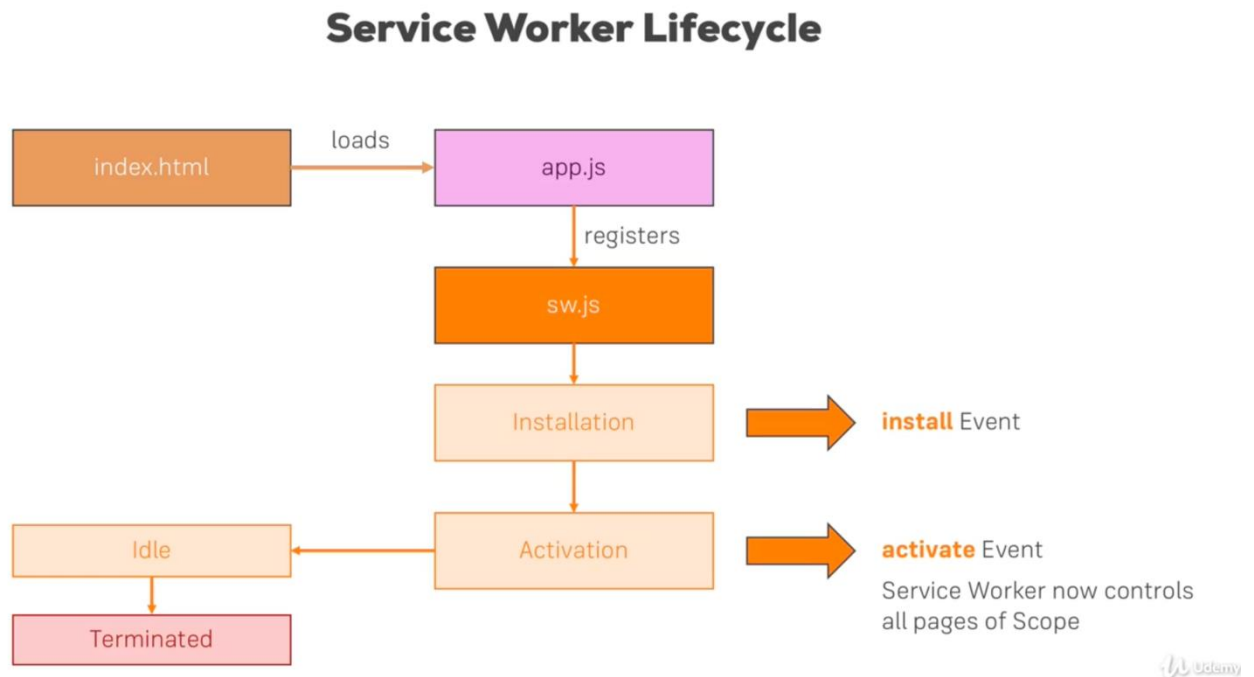 Service Worker Lifecycle
index.html
loads
app.js
registers
sw.js
Installation
install Event
Idle
Activation
activate Event
Service Worker now controls
all pages of Scope
Terminated
Udemy